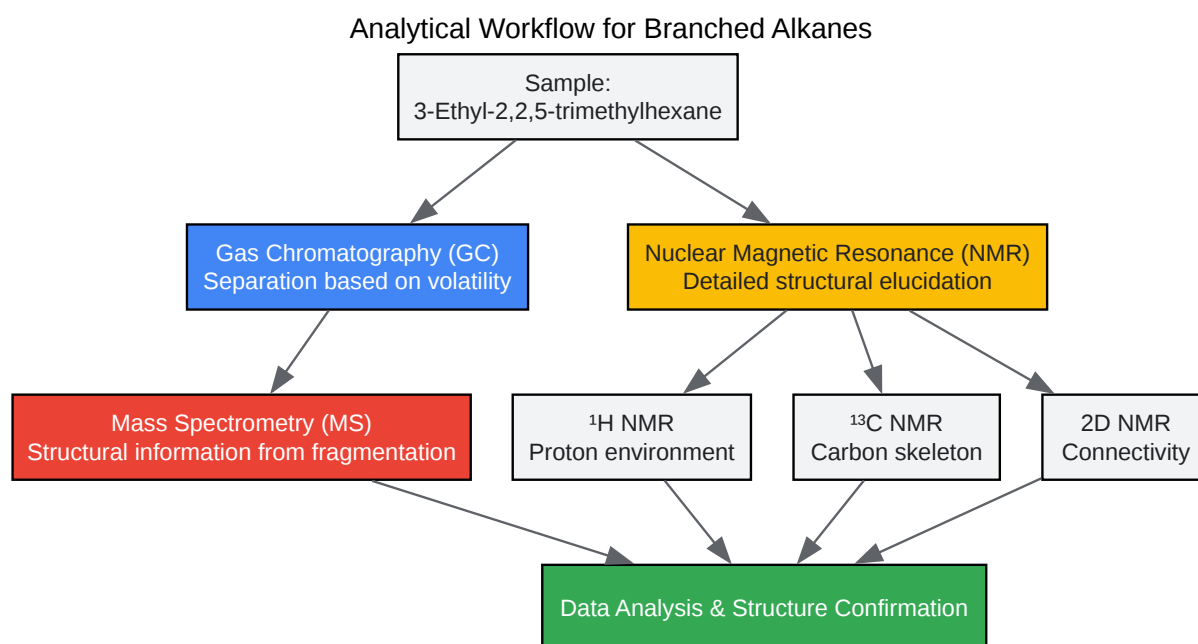 Analytical Workflow for Branched Alkanes
Sample:
3-Ethyl-2,2,5-trimethylhexane
Gas Chromatography (GC)
Separation based on volatility
Nuclear Magnetic Resonance (NMR)
Detailed structural elucidation
Mass Spectrometry (MS)
Structural information from fragmentation
¹H NMR
Proton environment
¹³C NMR
Carbon skeleton
2D NMR
Connectivity
Data Analysis & Structure Confirmation